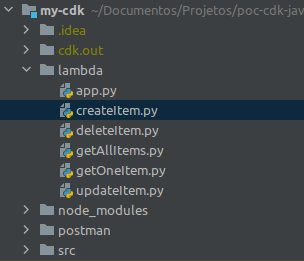 my-cdk ~/Documentos/Projetos/poc-cdk-jav
.idea
cdk.out
lambda
app.py
createItem.py
deleteItem.py
getAllItems.py
getOneItem.py
updateItem.py
node_modules
postman
src